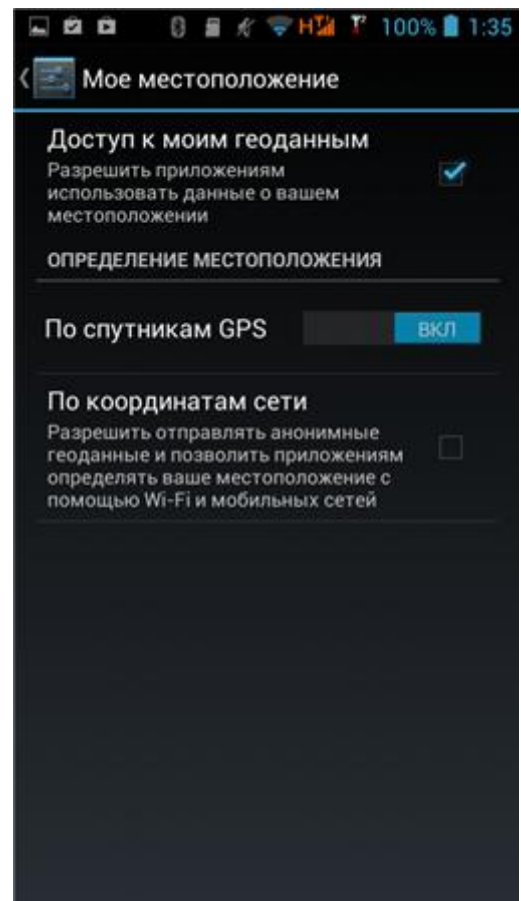 100% 1:35
Мое местоположение
Доступ к моим геоданным
Разрешить приложениям
использовать данные о вашем
местоположении
ОПРЕДЕЛЕНИЕ МЕСТОПОЛОЖЕНИЯ
По спутникам GPS ВКЛ
По координатам сети
Разрешить отправлять анонимные
геоданные и позволить приложениям
определять ваше местоположение с
помощью Wi-Fi и мобильных сетей